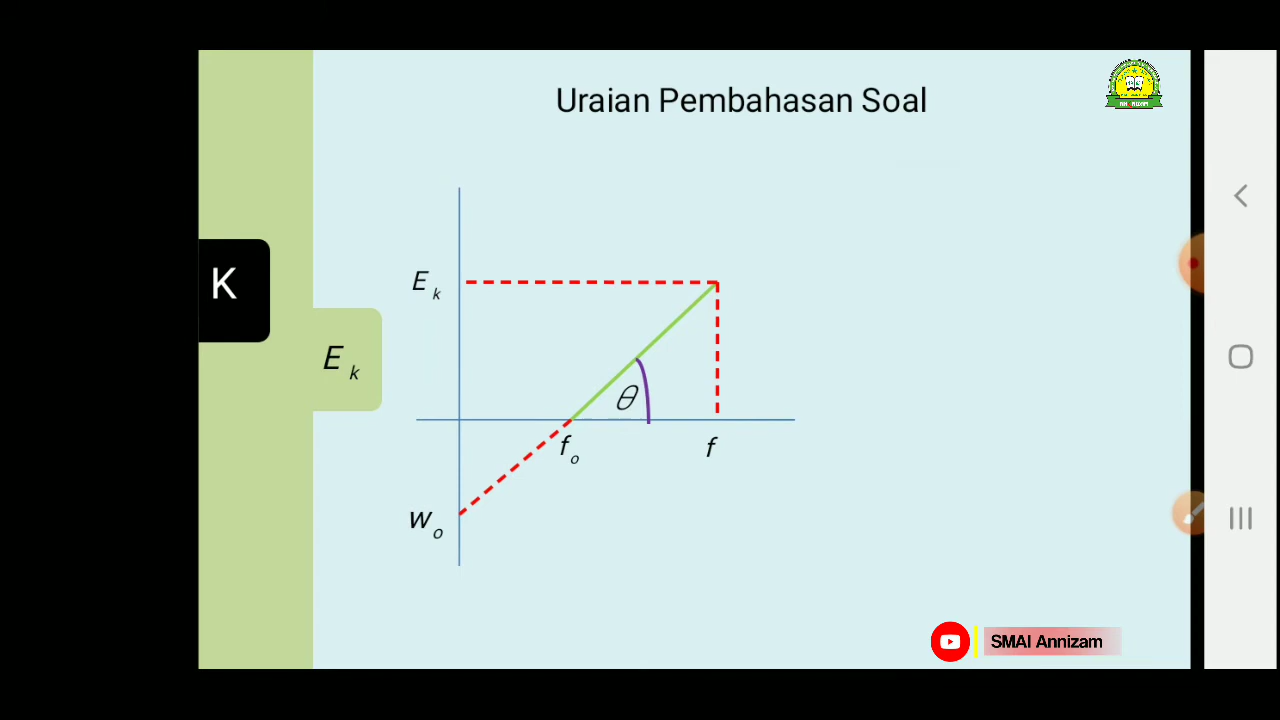 Uraian Pembahasan Soal
K
E k
E k
θ
f o
f
w o
SMAI Annizam